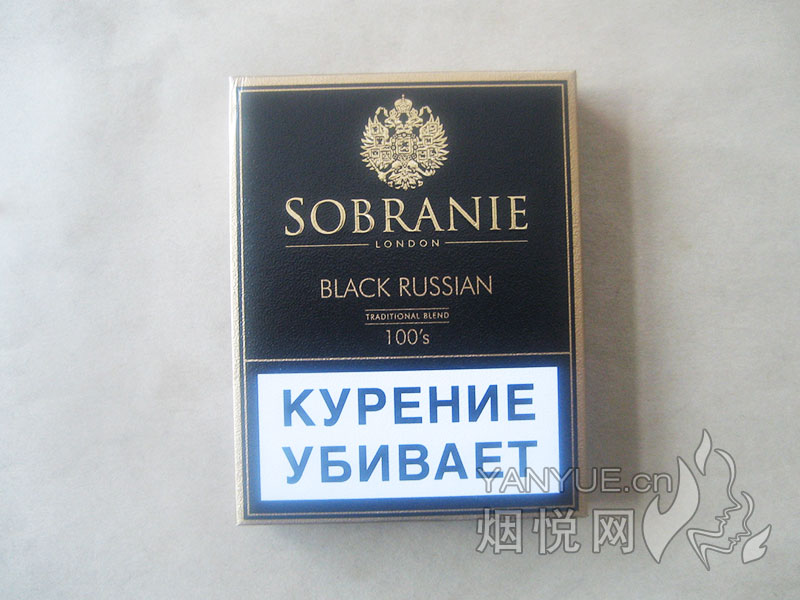 SOBRANIE
LONDON
BLACK RUSSIAN
TRADITIONAL BLEND
100's
КУРЕНИЕ
УБИВАЕТ
YANYUE.cn
烟悦网